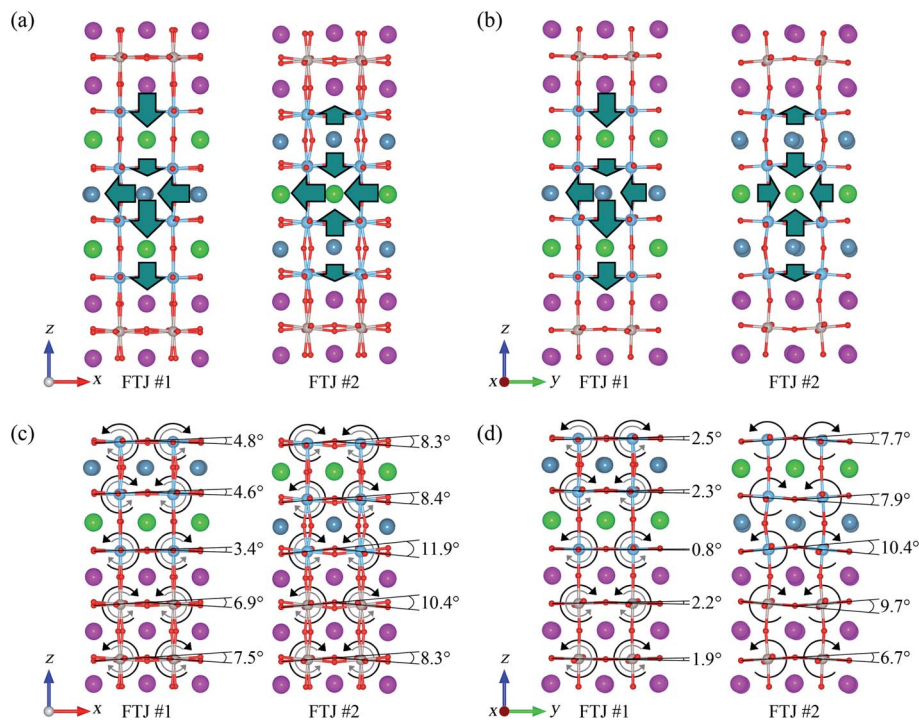 (a)
(b)
z
x
FTJ #1
FTJ #2
z
x
y
FTJ #1
FTJ #2
(c)
(d)
4.8°
4.6°
3.4°
6.9°
7.5°
8.3°
8.4°
11.9°
10.4°
8.3°
2.5°
2.3°
0.8°
2.2°
1.9°
7.7°
7.9°
10.4°
9.7°
6.7°
z
x
FTJ #1
FTJ #2
z
x
y
FTJ #1
FTJ #2